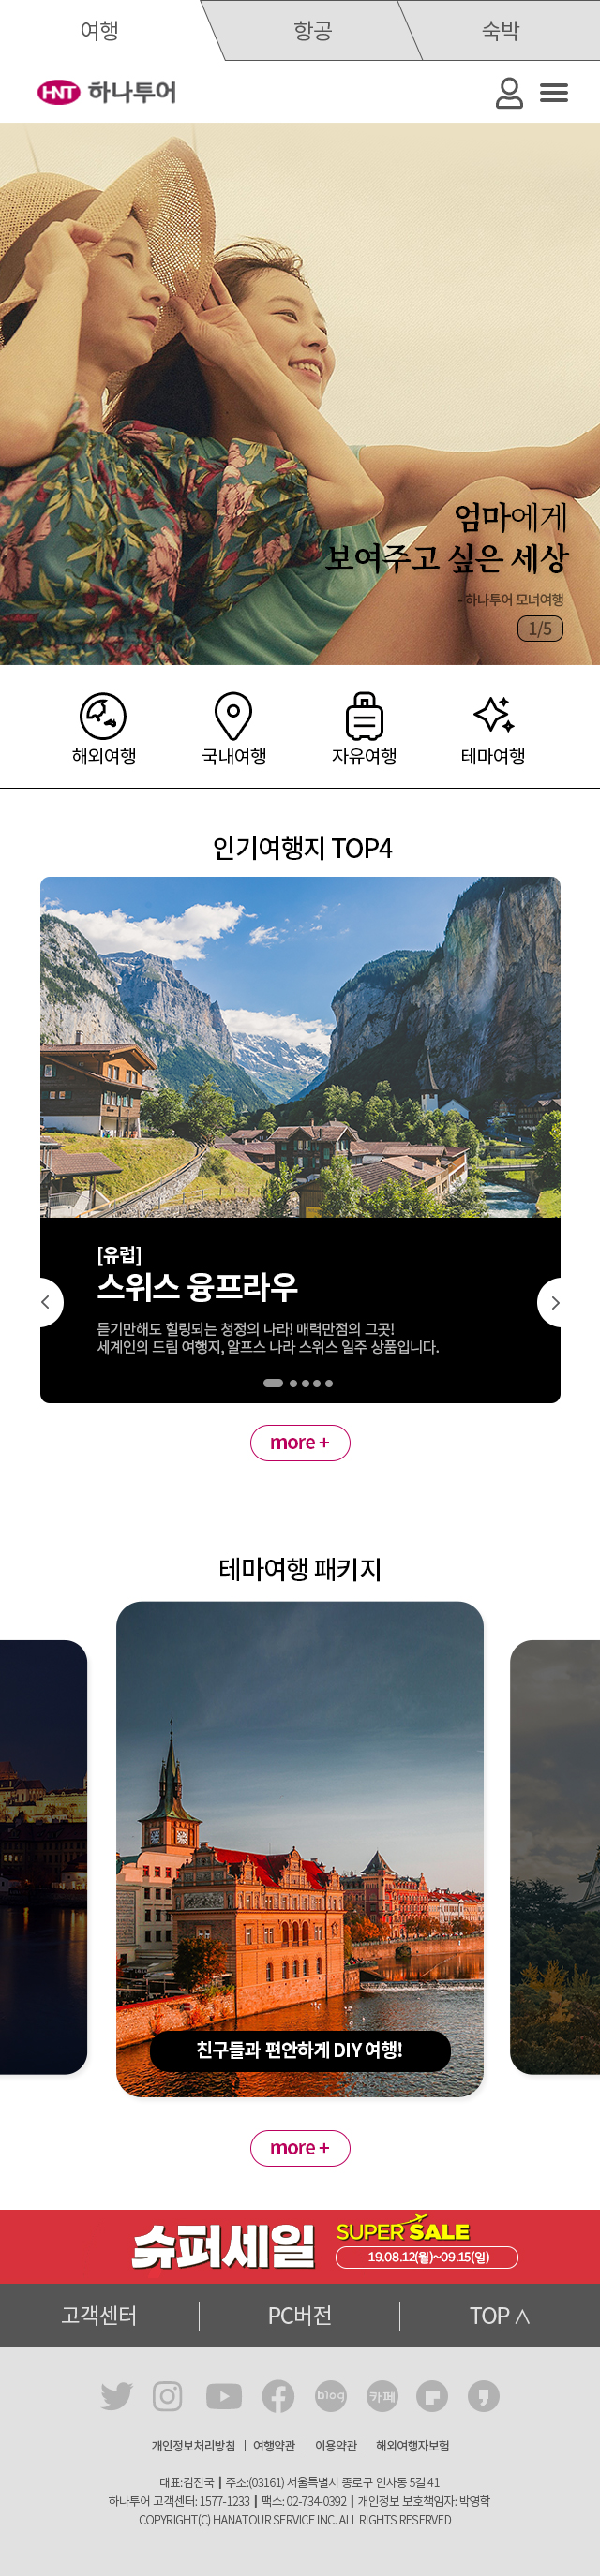 여행 항공 숙박
HNT 하나투어
엄마에게
보여주고 싶은 세상
- 하나투어 모녀여행
1/5
해외여행 국내여행 자유여행 테마여행
인기여행지 TOP4
[유럽]
스위스 융프라우
듣기만해도 힐링되는 청정의 나라! 매력만점의 그곳!
세계인의 드림 여행지, 알프스 나라 스위스 일주 상품입니다.
more +
테마여행 패키지
친구들과 편안하게 DIY 여행!
more +
슈퍼세일 SUPER SALE
19.08.12(월)~09.15(일)
고객센터 PC버전 TOP ∧
blog 카페
개인정보처리방침 | 여행약관 | 이용약관 | 해외여행자보험
대표:김진국 | 주소:(03161) 서울특별시 종로구 인사동 5길 41
하나투어 고객센터: 1577-1233 | 팩스: 02-734-0392 | 개인정보 보호책임자: 박영학
COPYRIGHT(C) HANATOUR SERVICE INC. ALL RIGHTS RESERVED